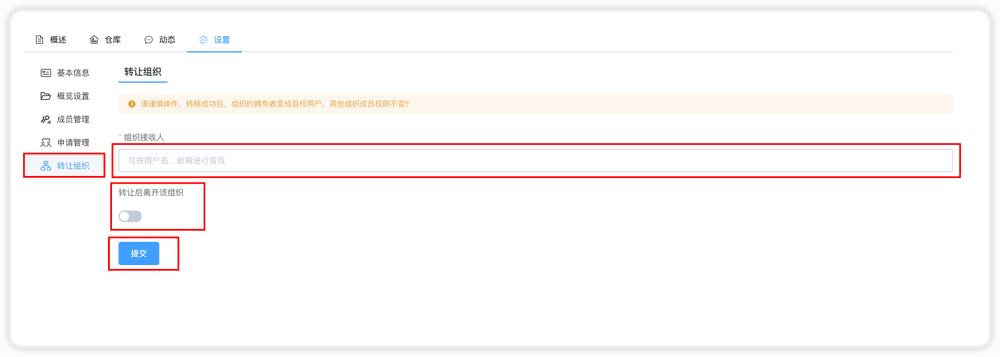 概述 仓库 动态 设置
基本信息
概览设置
成员管理
申请管理
转让组织
转让组织
请谨慎操作、转移成功后，组织的拥有者变成目标用户，其他组织成员权限不变!!
* 组织接收人
可按用户名、邮箱进行查找
转让后离开该组织
提交